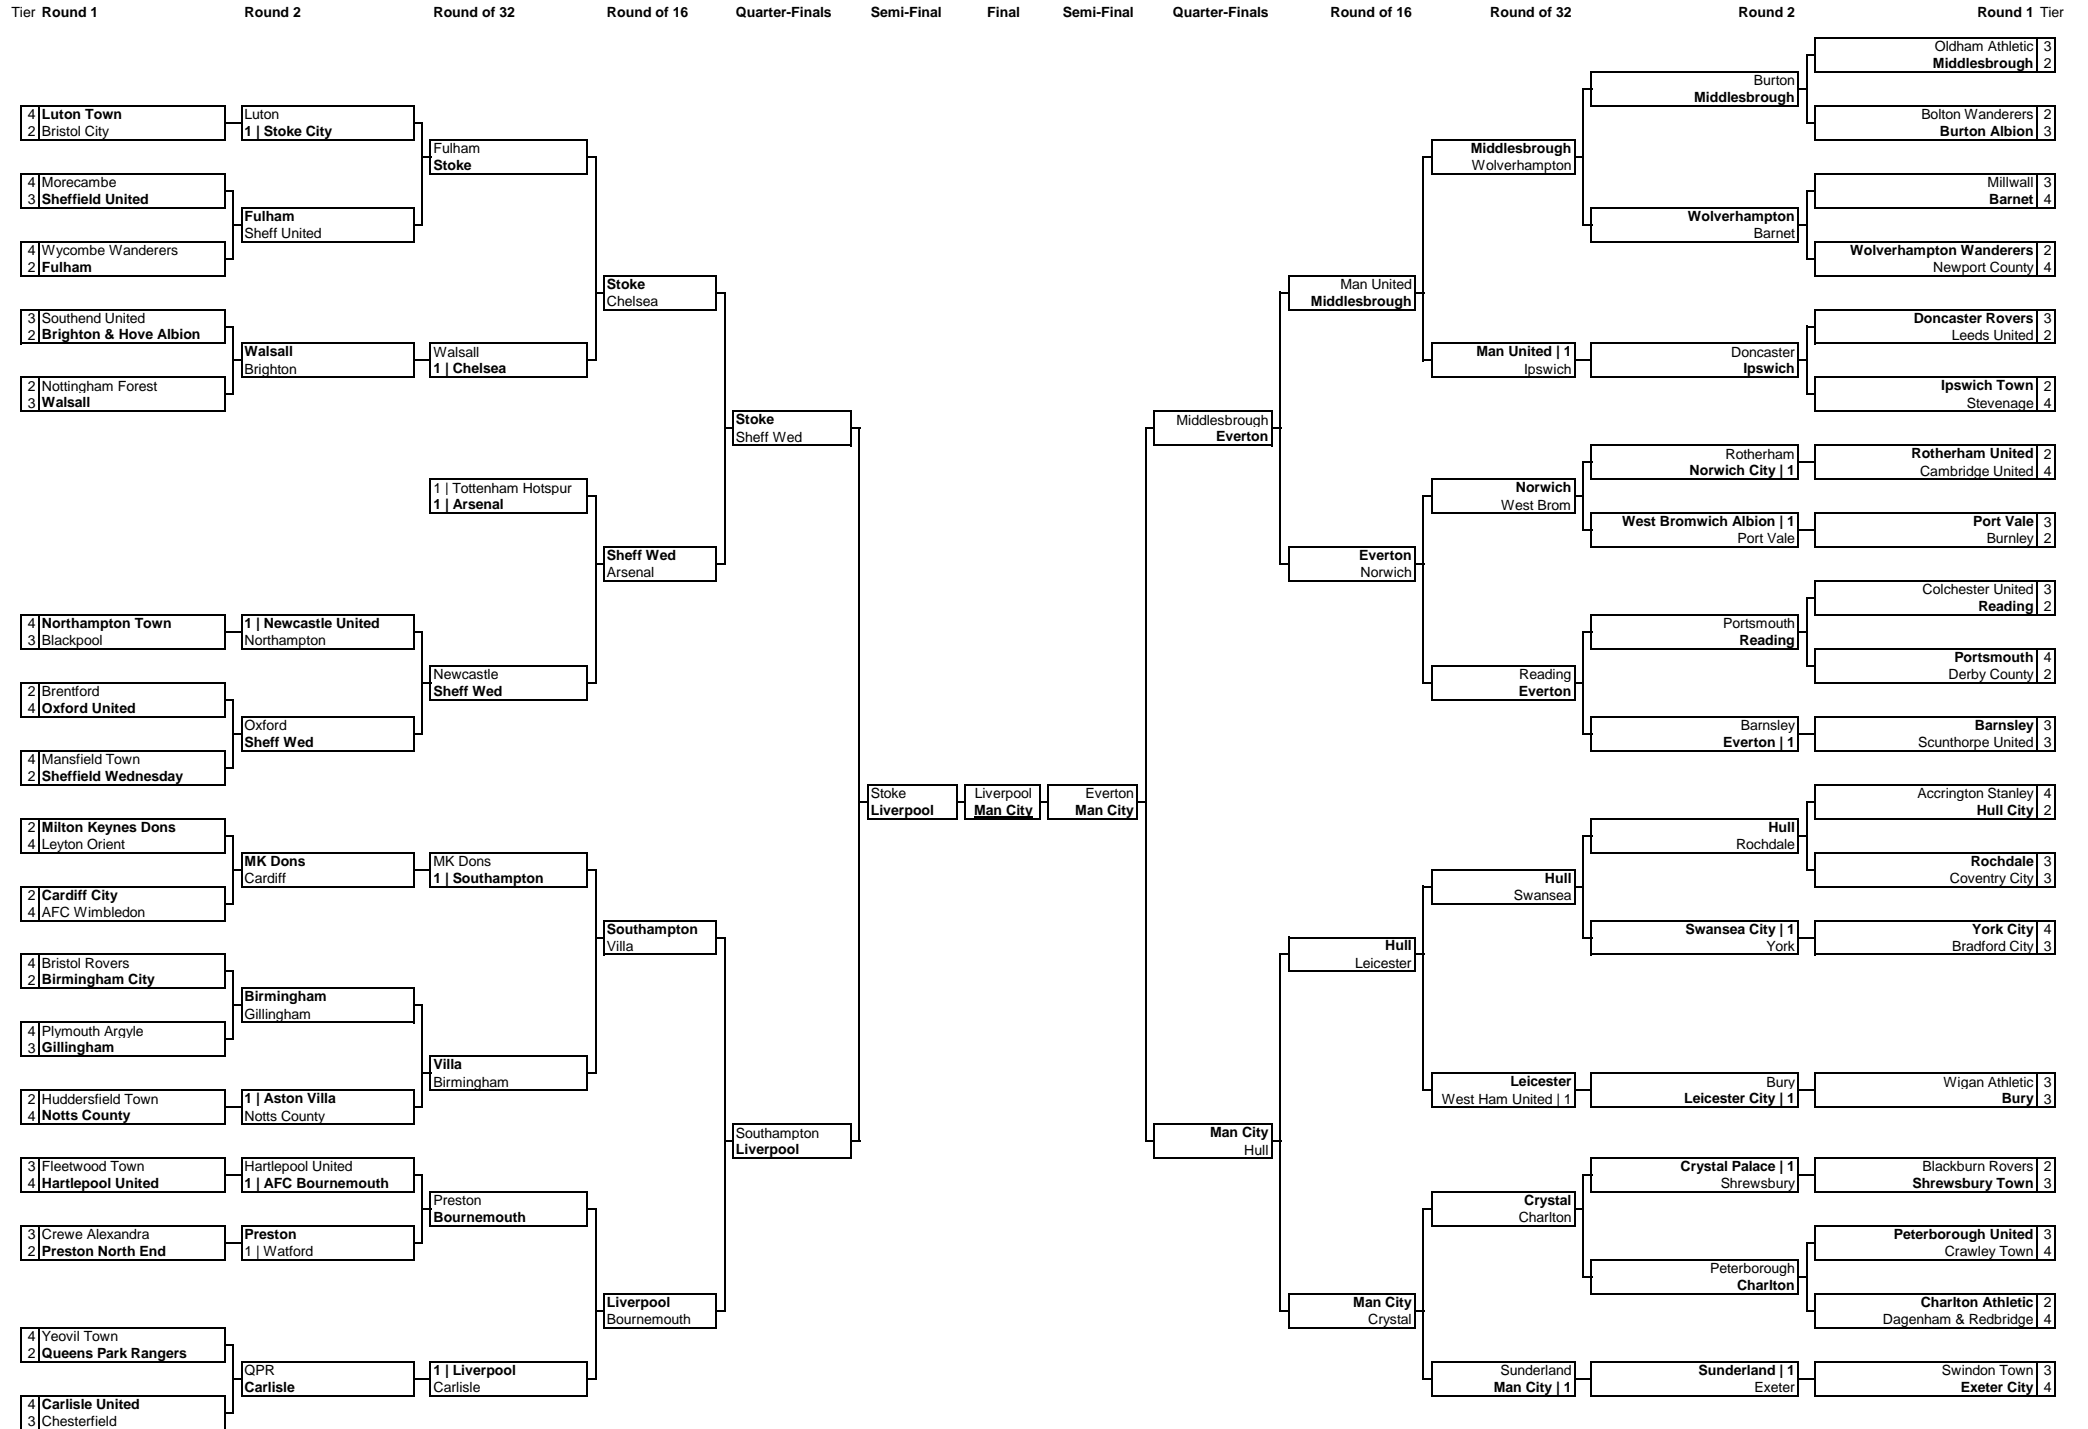 Tier Round 1 Round 2 Round of 32 Round of 16 Quarter-Finals Semi-Final Final Semi-Final Quarter-Finals Round of 16 Round of 32 Round 2 Round 1 Tier
4 Luton Town
2 Bristol City
4 Morecambe
3 Sheffield United
4 Wycombe Wanderers
2 Fulham
3 Southend United
2 Brighton & Hove Albion
2 Nottingham Forest
3 Walsall
4 Northampton Town
3 Blackpool
2 Brentford
4 Oxford United
4 Mansfield Town
2 Sheffield Wednesday
2 Milton Keynes Dons
4 Leyton Orient
2 Cardiff City
4 AFC Wimbledon
4 Bristol Rovers
2 Birmingham City
4 Plymouth Argyle
3 Gillingham
2 Huddersfield Town
4 Notts County
3 Fleetwood Town
4 Hartlepool United
3 Crewe Alexandra
2 Preston North End
4 Yeovil Town
2 Queens Park Rangers
4 Carlisle United
3 Chesterfield
Luton
1 | Stoke City
Fulham
Sheff United
Walsall
Brighton
1 | Newcastle United
Northampton
Oxford
Sheff Wed
MK Dons
Cardiff
Birmingham
Gillingham
1 | Aston Villa
Notts County
Hartlepool United
1 | AFC Bournemouth
Preston
1 | Watford
QPR
Carlisle
Fulham
Stoke
Walsall
1 | Chelsea
1 | Tottenham Hotspur
1 | Arsenal
Newcastle
Sheff Wed
MK Dons
1 | Southampton
Villa
Birmingham
Preston
Bournemouth
1 | Liverpool
Carlisle
Stoke
Chelsea
Sheff Wed
Arsenal
Southampton
Villa
Liverpool
Bournemouth
Stoke
Sheff Wed
Southampton
Liverpool
Stoke
Liverpool
Liverpool
Man City
Everton
Man City
Middlesbrough
Everton
Man City
Hull
Man United
Middlesbrough
Everton
Norwich
Hull
Leicester
Man City
Crystal
Middlesbrough
Wolverhampton
Man United | 1
Ipswich
Norwich
West Brom
Reading
Everton
Hull
Swansea
Leicester
West Ham United | 1
Crystal
Charlton
Sunderland
Man City | 1
Burton
Middlesbrough
Wolverhampton
Barnet
Doncaster
Ipswich
Rotherham
Norwich City | 1
West Bromwich Albion | 1
Port Vale
Portsmouth
Reading
Barnsley
Everton | 1
Hull
Rochdale
Swansea City | 1
York
Bury
Leicester City | 1
Crystal Palace | 1
Shrewsbury
Peterborough
Charlton
Sunderland | 1
Exeter
Oldham Athletic 3
Middlesbrough 2
Bolton Wanderers 2
Burton Albion 3
Millwall 3
Barnet 4
Wolverhampton Wanderers 2
Newport County 4
Doncaster Rovers 3
Leeds United 2
Ipswich Town 2
Stevenage 4
Rotherham United 2
Cambridge United 4
Port Vale 3
Burnley 2
Colchester United 3
Reading 2
Portsmouth 4
Derby County 2
Barnsley 3
Scunthorpe United 3
Accrington Stanley 4
Hull City 2
Rochdale 3
Coventry City 3
York City 4
Bradford City 3
Wigan Athletic 3
Bury 3
Blackburn Rovers 2
Shrewsbury Town 3
Peterborough United 3
Crawley Town 4
Charlton Athletic 2
Dagenham & Redbridge 4
Swindon Town 3
Exeter City 4